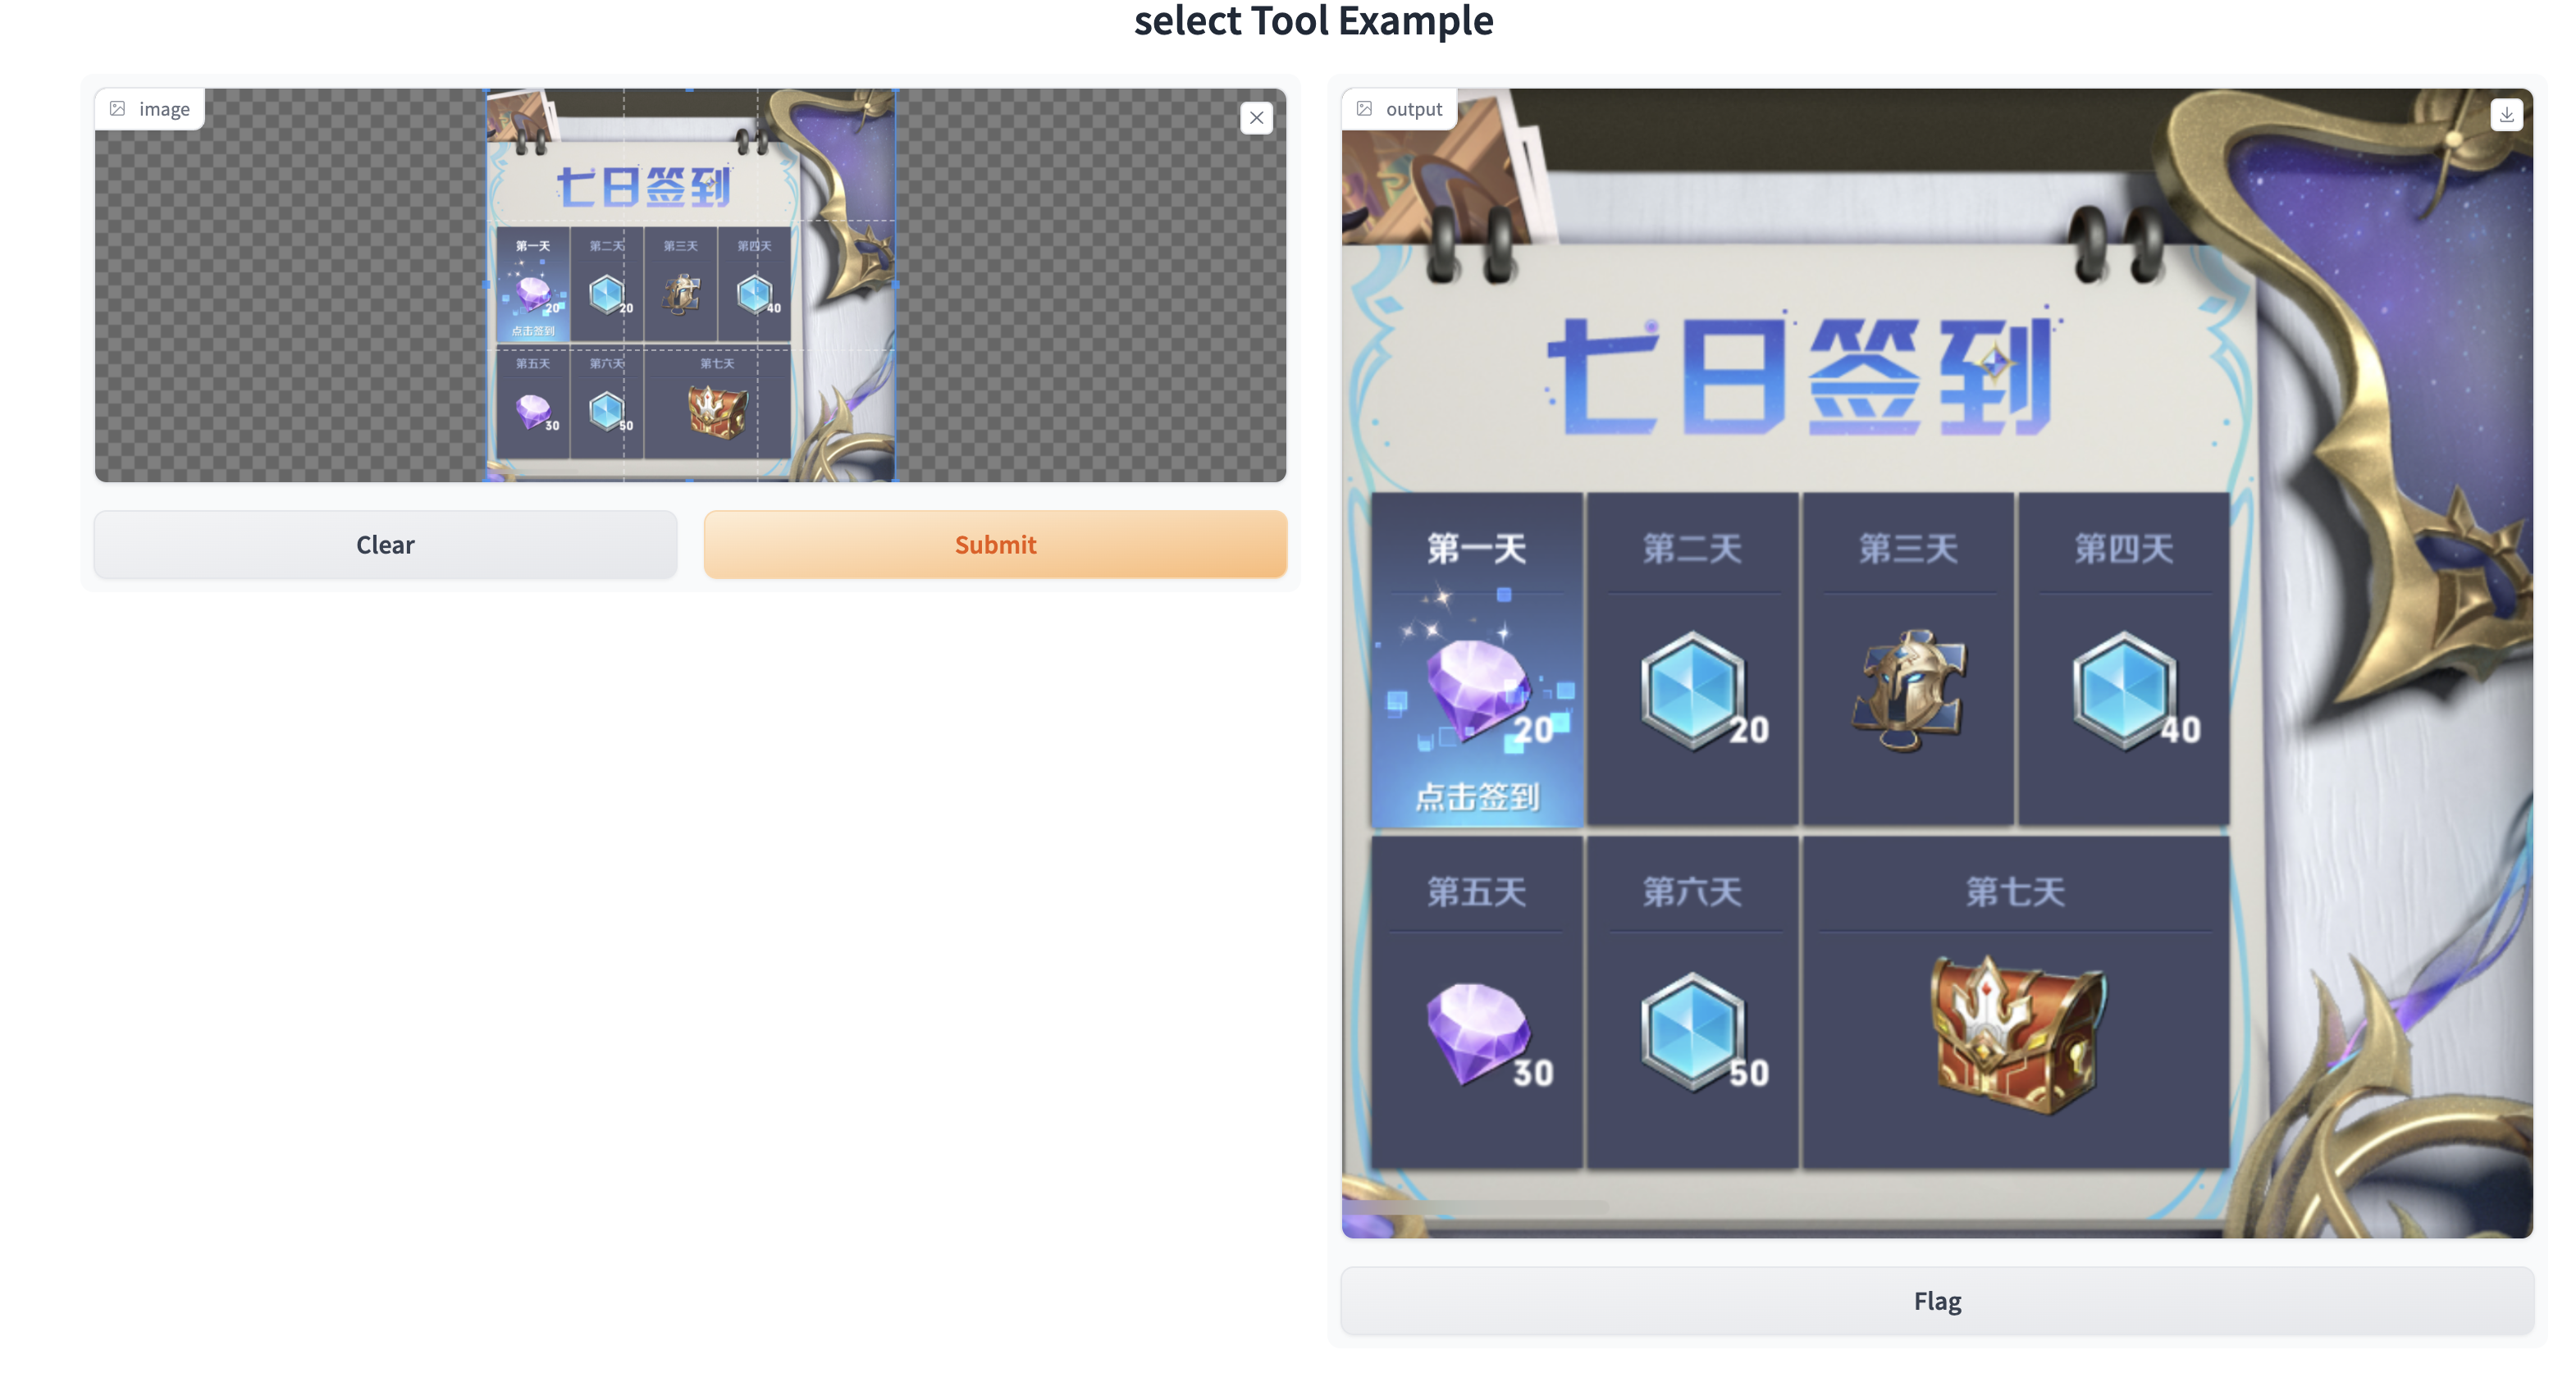 select Tool Example
image
七日签到
第一天 第二天 第三天 第四天
20 20 40
点击签到
第五天 第六天 第七天
30 50
Clear Submit
output
七日签到
第一天 第二天 第三天 第四天
20 20 40
点击签到
第五天 第六天 第七天
30 50
Flag